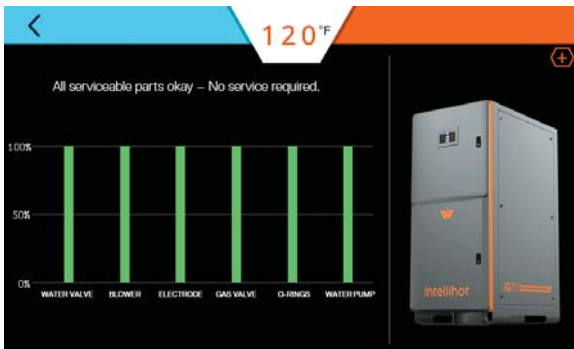 120°F
All serviceable parts okay – No service required.
100%
50%
0%
WATER VALVE BLOWER ELECTRODE GAS VALVE O-RINGS WATER PUMP
intellihot